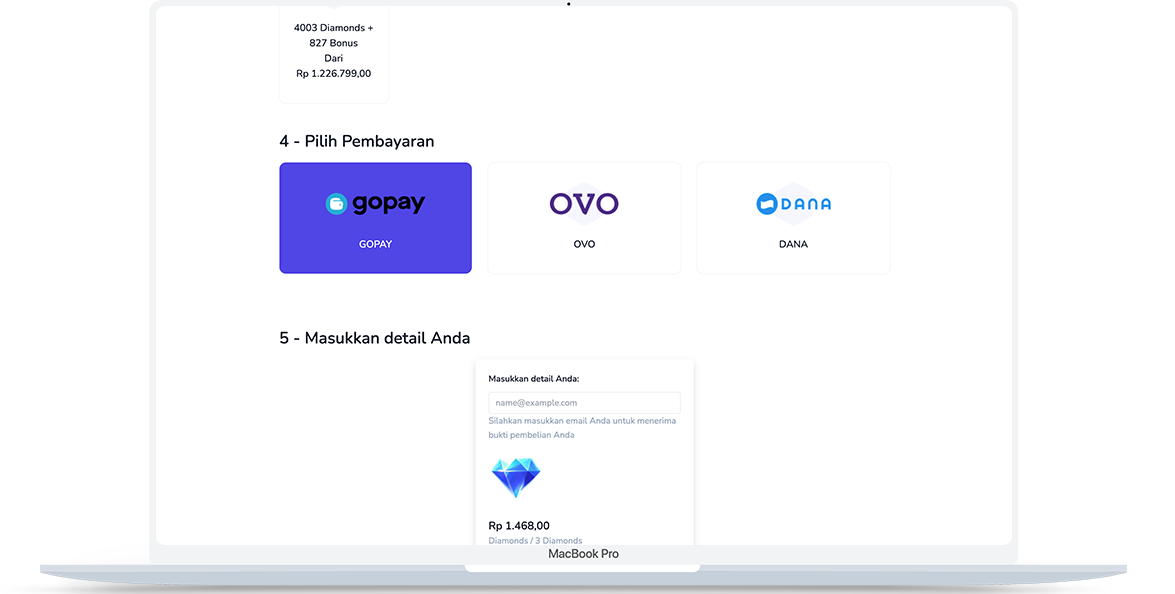 4003 Diamonds +
827 Bonus
Dari
Rp 1.226.799,00
4 - Pilih Pembayaran
gopay
OVO
DANA
GOPAY
OVO
DANA
5 - Masukkan detail Anda
Masukkan detail Anda:
name@example.com
Silahkan masukkan email Anda untuk menerima
bukti pembelian Anda
Rp 1.468,00
Diamonds / 3 Diamonds
MacBook Pro